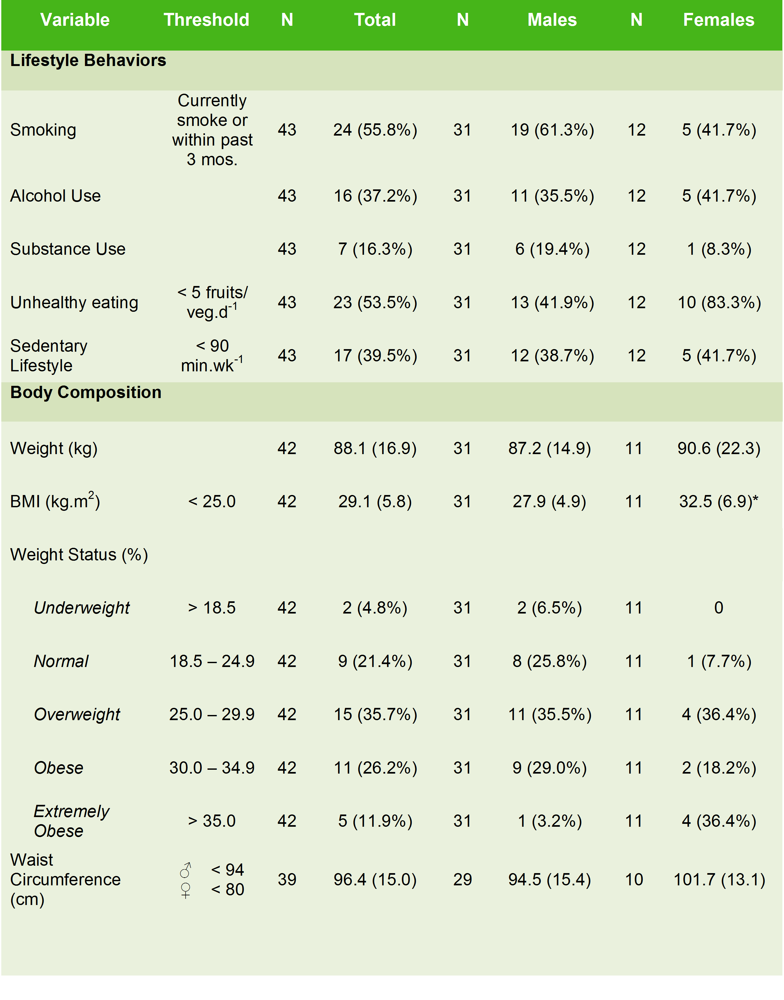 Variable Threshold N Total N Males N Females
Lifestyle Behaviors
Smoking Currently smoke or within past 3 mos. 43 24 (55.8%) 31 19 (61.3%) 12 5 (41.7%)
Alcohol Use 43 16 (37.2%) 31 11 (35.5%) 12 5 (41.7%)
Substance Use 43 7 (16.3%) 31 6 (19.4%) 12 1 (8.3%)
Unhealthy eating < 5 fruits/ veg.d-1 43 23 (53.5%) 31 13 (41.9%) 12 10 (83.3%)
Sedentary Lifestyle < 90 min.wk-1 43 17 (39.5%) 31 12 (38.7%) 12 5 (41.7%)
Body Composition
Weight (kg) 42 88.1 (16.9) 31 87.2 (14.9) 11 90.6 (22.3)
BMI (kg.m2) < 25.0 42 29.1 (5.8) 31 27.9 (4.9) 11 32.5 (6.9)*
Weight Status (%)
Underweight > 18.5 42 2 (4.8%) 31 2 (6.5%) 11 0
Normal 18.5 – 24.9 42 9 (21.4%) 31 8 (25.8%) 11 1 (7.7%)
Overweight 25.0 – 29.9 42 15 (35.7%) 31 11 (35.5%) 11 4 (36.4%)
Obese 30.0 – 34.9 42 11 (26.2%) 31 9 (29.0%) 11 2 (18.2%)
Extremely Obese > 35.0 42 5 (11.9%) 31 1 (3.2%) 11 4 (36.4%)
Waist Circumference (cm) ♂ < 94 ♀ < 80 39 96.4 (15.0) 29 94.5 (15.4) 10 101.7 (13.1)